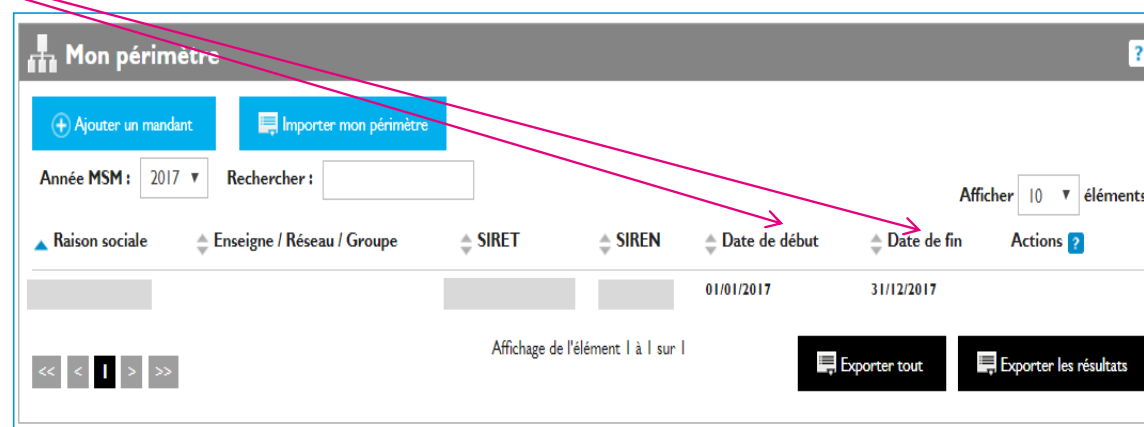 Mon périmètre ?
Ajouter un mandant Importer mon périmètre
Année MSM : 2017 Rechercher :
Afficher 10 éléments
Raison sociale Enseigne / Réseau / Groupe SIRET SIREN Date de début Date de fin Actions ?
01/01/2017 31/12/2017
Affichage de l'élément 1 à 1 sur 1
<< < 1 > >> Exporter tout Exporter les résultats